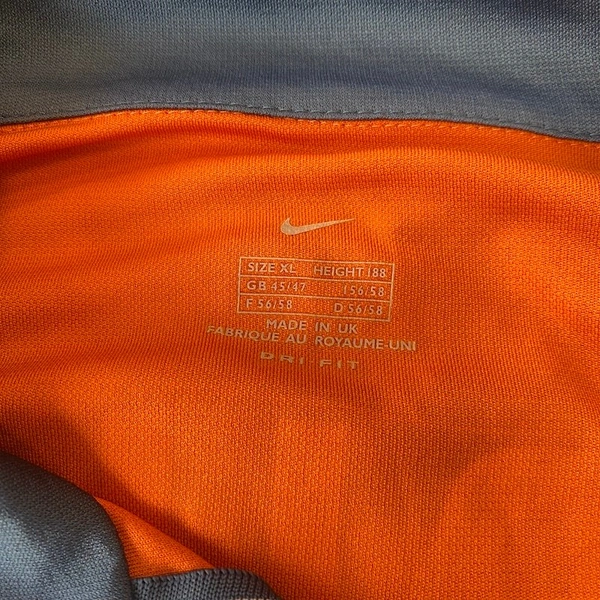 SIZE XL HEIGHT 188
GB 45/47 I 56/58
F 56/58 D 56/58
MADE IN UK
FABRIQUE AU ROYAUME-UNI
DRI FIT